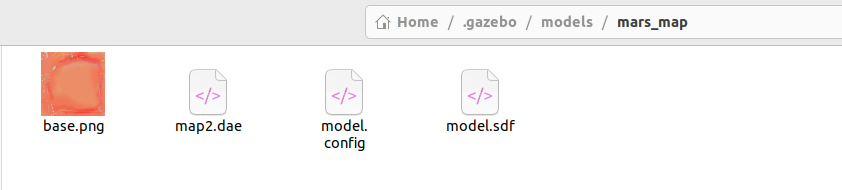 Home / .gazebo / models / mars_map
base.png
map2.dae
model.
config
model.sdf